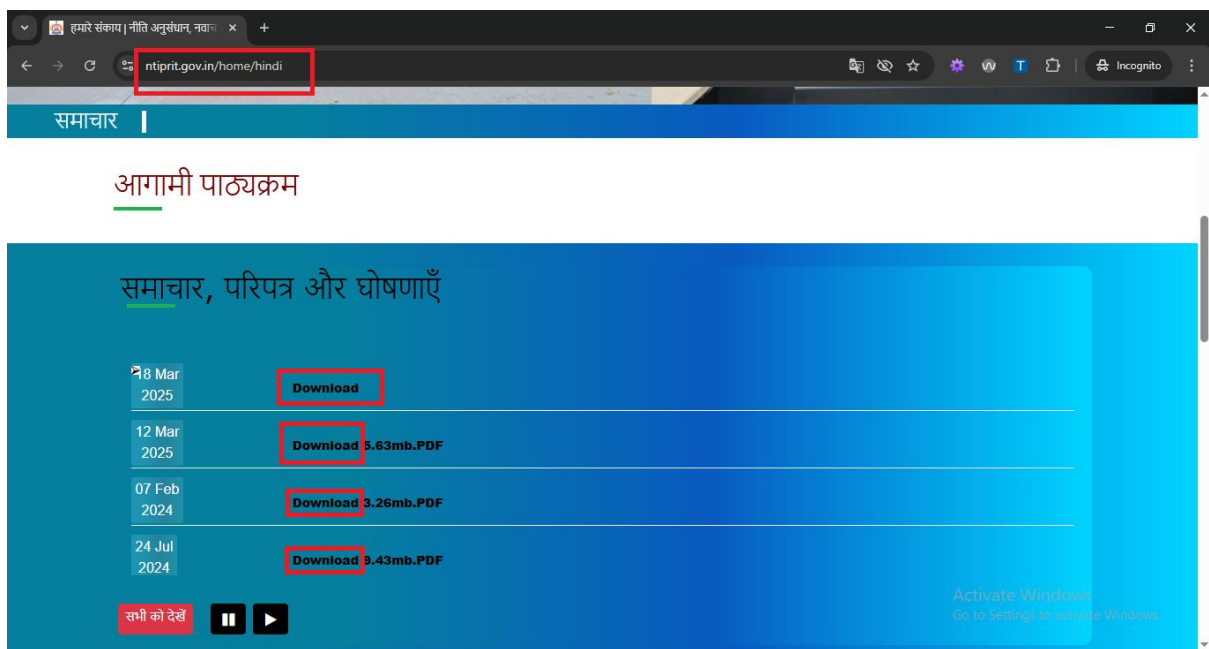 हमारे संकाय | नीति अनुसंधान, नवाच
ntiprit.gov.in/home/hindi
Incognito
समाचार
आगामी पाठ्यक्रम
समाचार, परिपत्र और घोषणाएँ
18 Mar
2025
Download
12 Mar
2025
Download 5.63mb.PDF
07 Feb
2024
Download 3.26mb.PDF
24 Jul
2024
Download 9.43mb.PDF
सभी को देखें
Activate Windows
Go to Settings to activate Windows.